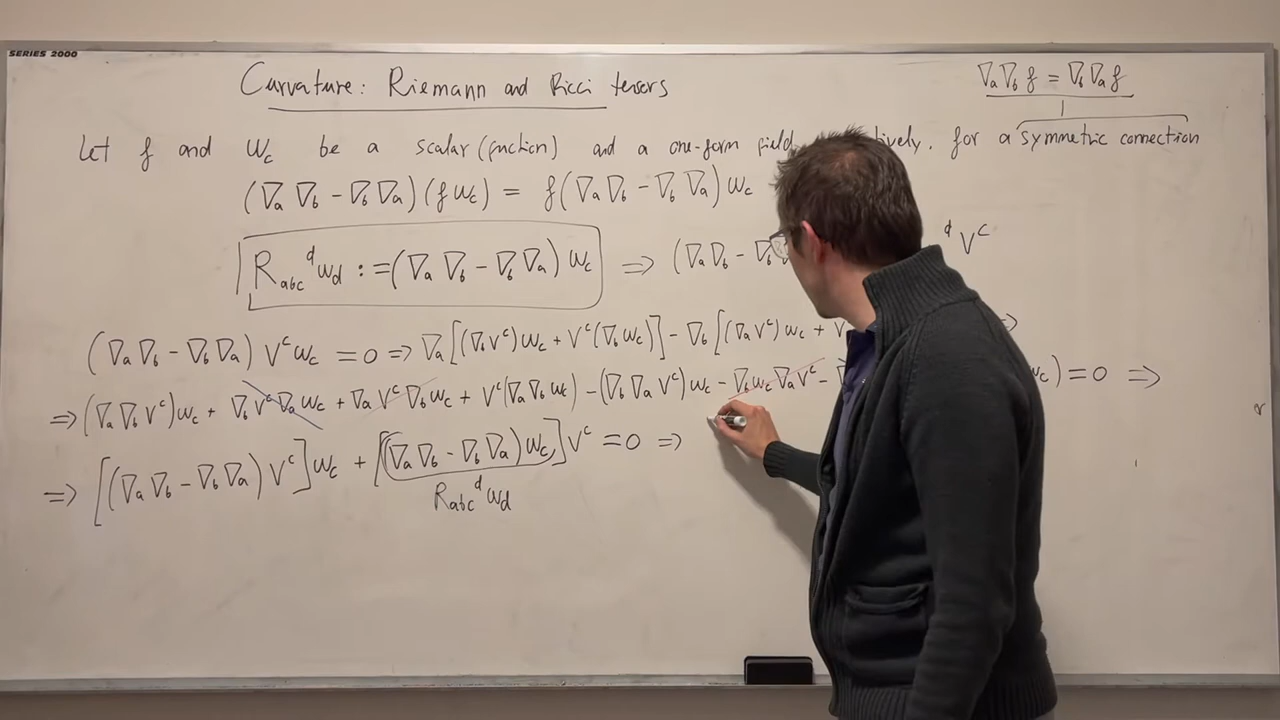 SERIES 2000
Curvature: Riemann and Ricci tensors
∇a∇b f = ∇b∇a f
Let f and ωc be a scalar (function) and a one-form field, for a symmetric connection
(∇a∇b − ∇b∇a)(fωc) = f(∇a∇b − ∇b∇a)ωc
Rabc^d ωd := (∇a∇b − ∇b∇a)ωc ⇒ (∇a∇b − ∇b d V^c
(∇a∇b − ∇b∇a) V^c ωc = 0 ⇒ ∇a[(∇b V^c)ωc + V^c(∇b ωc)] − ∇b[(∇a V^c)ωc + V ⇒
⇒ (∇a∇b V^c)ωc + ∇b V^c ∇a ωc + ∇a V^c ∇b ωc + V^c(∇a∇b ωc) − (∇b∇a V^c)ωc − ∇b ωc ∇a V^c − ωc) = 0 ⇒
⇒ [(∇a∇b − ∇b∇a) V^c] ωc + [(∇a∇b − ∇b∇a)ωc] V^c = 0 ⇒
Rabc^d ωd